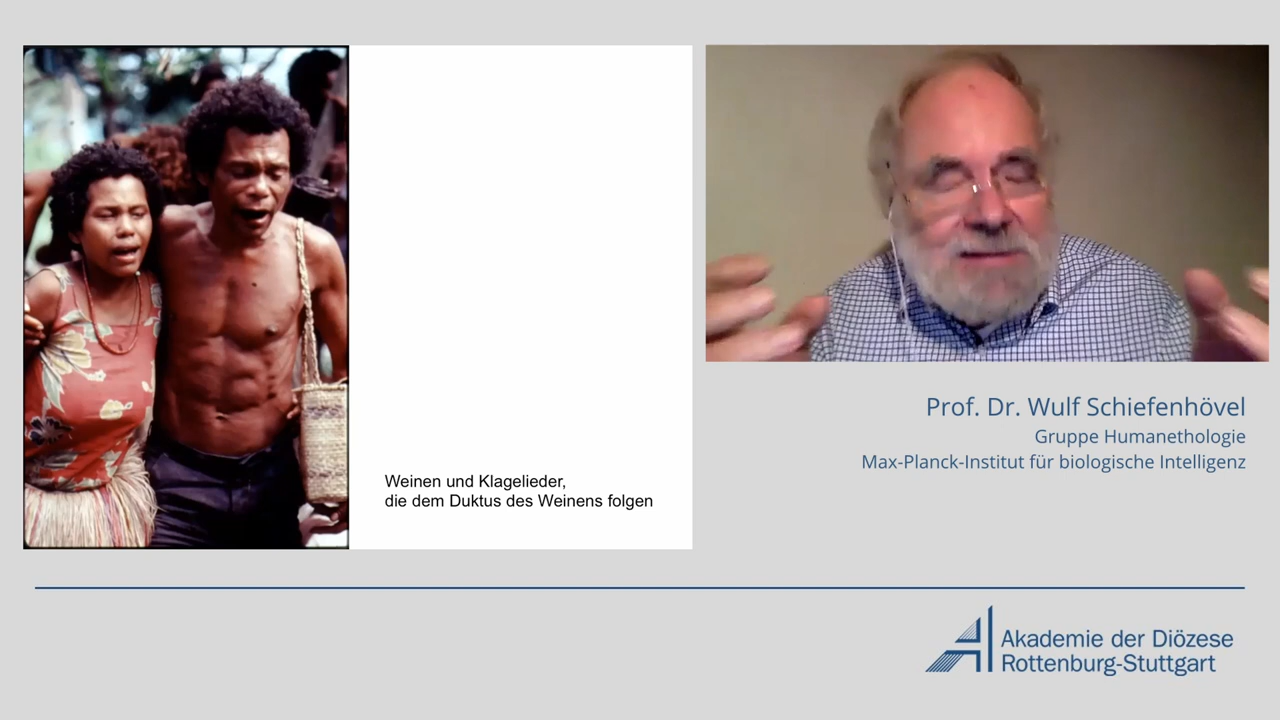 Weinen und Klagelieder,
die dem Duktus des Weinens folgen
Prof. Dr. Wulf Schiefenhövel
Gruppe Humanethologie
Max-Planck-Institut für biologische Intelligenz
Akademie der Diözese
Rottenburg-Stuttgart